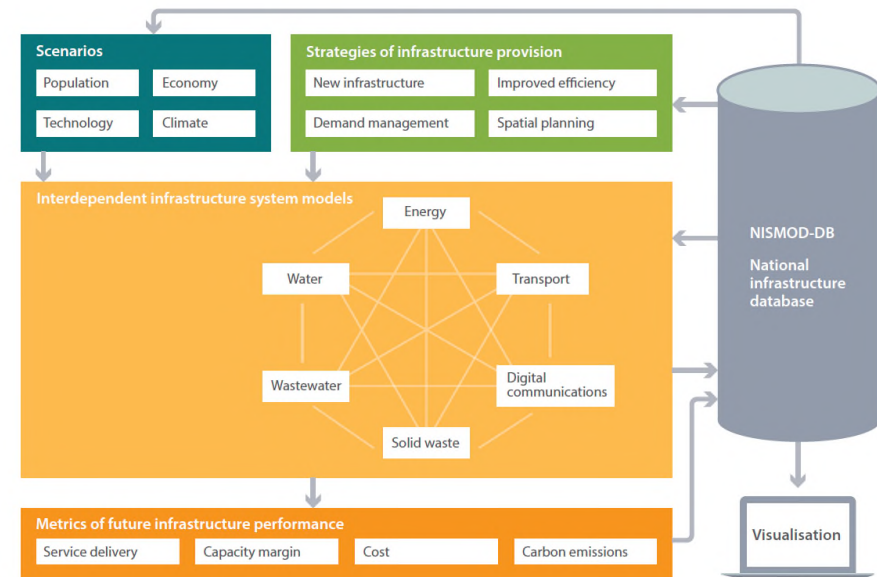 Scenarios
Population
Economy
Technology
Climate
Strategies of infrastructure provision
New infrastructure
Improved efficiency
Demand management
Spatial planning
Interdependent infrastructure system models
Energy
Water
Transport
Wastewater
Digital
communications
Solid waste
Metrics of future infrastructure performance
Service delivery
Capacity margin
Cost
Carbon emissions
NISMOD-DB
National
infrastructure
database
Visualisation